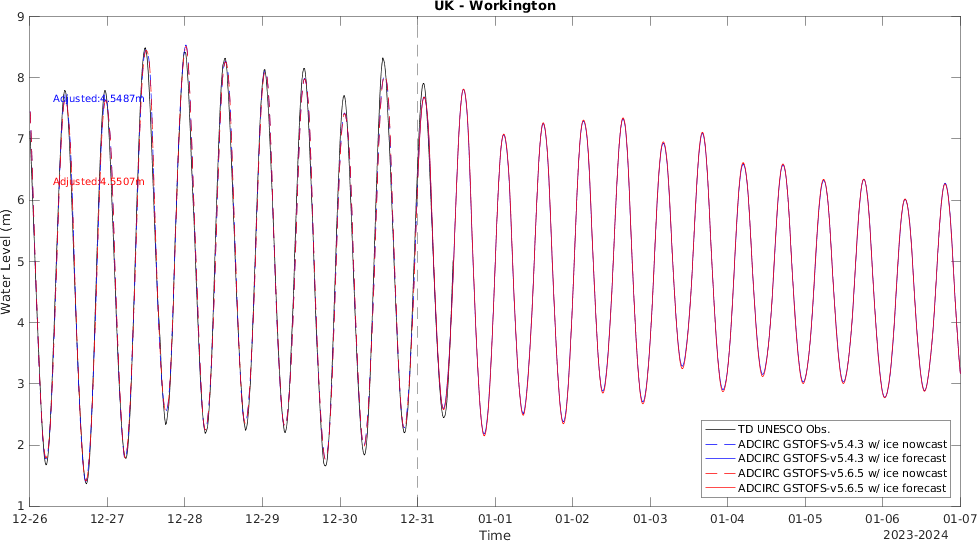 UK - Workington
9
8
7
6
5
4
3
2
1
Water Level (m)
Adjusted:4.5487m
Adjusted:4.5507m
TD UNESCO Obs.
ADCIRC GSTOFS-v5.4.3 w/ ice nowcast
ADCIRC GSTOFS-v5.4.3 w/ ice forecast
ADCIRC GSTOFS-v5.6.5 w/ ice nowcast
ADCIRC GSTOFS-v5.6.5 w/ ice forecast
12-26 12-27 12-28 12-29 12-30 12-31 01-01 01-02 01-03 01-04 01-05 01-06 01-07
Time
2023-2024